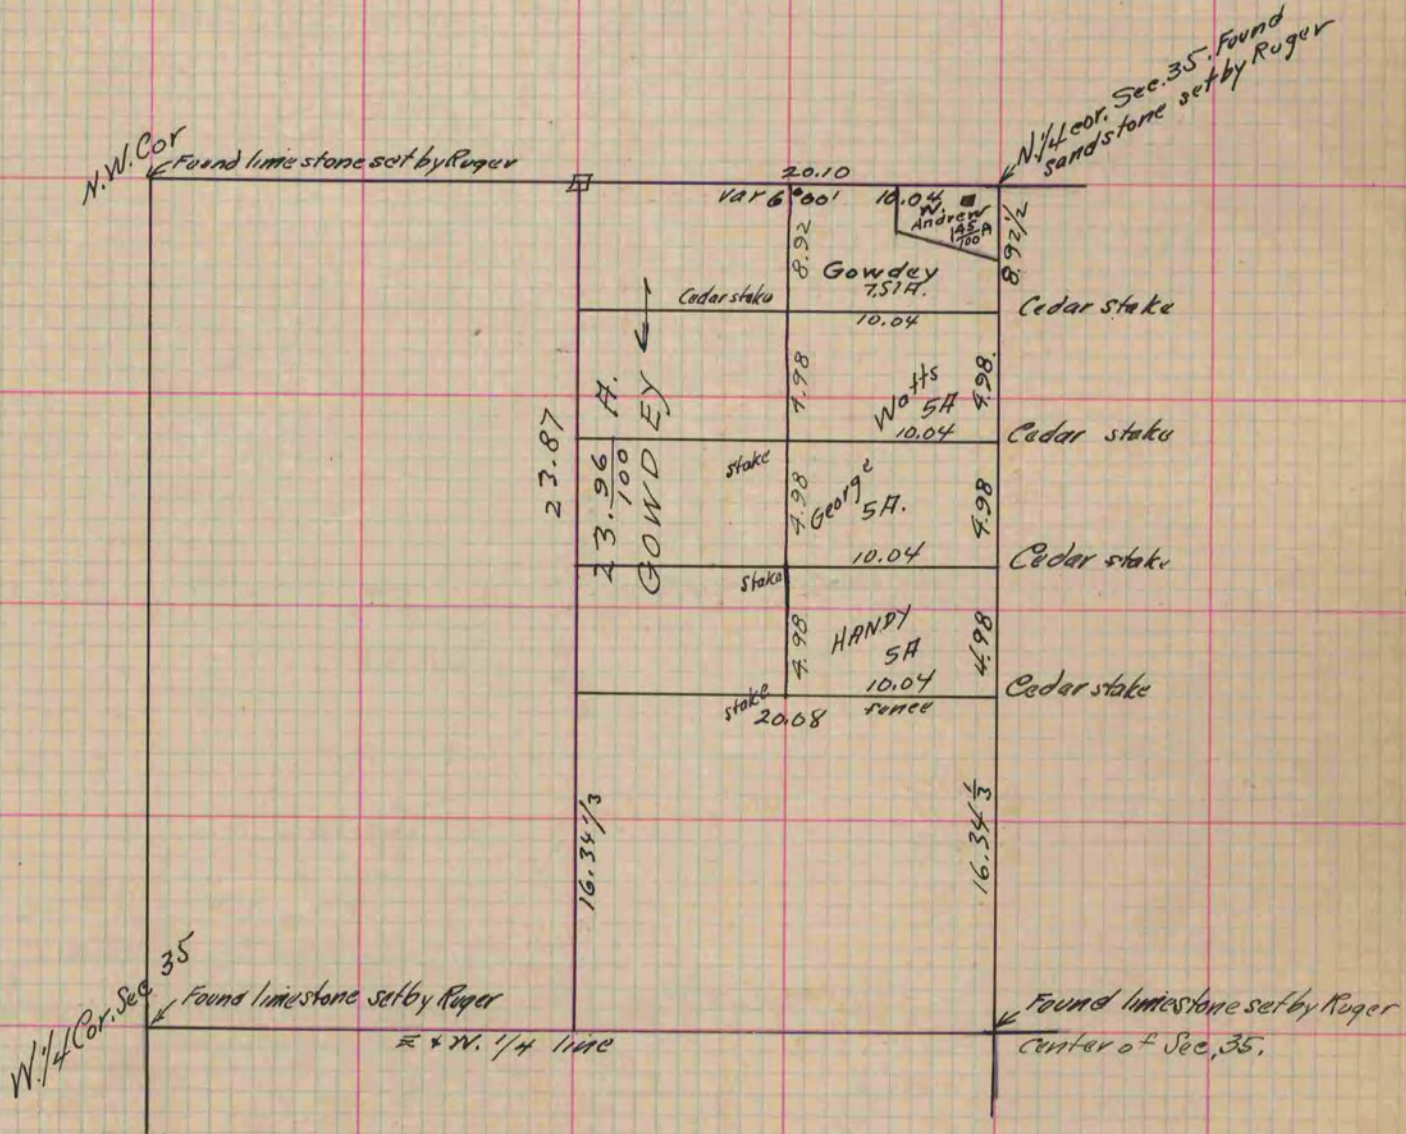 N.¼ cor. Sec. 35. Found
sandstone set by Ruger
N.W. Cor
Found limestone set by Ruger
20.10
Var 6°00'
10.04
W.
Andrew
1 45/100 A
8.92
8.92½
Gowdey
7.51 A.
Cedar stake
10.04
Cedar stake
4.98
Watts
5A
4.98.
10.04
Cedar stake
23.87
23. 96/100 A.
GOWDEY
stake
4.98
George
5A.
4.98
10.04
Cedar stake
stake
4.98
HANDY
5A
4.98
10.04
Cedar stake
stake
20.08
fence
16.34 1/3
16.34 1/3
W.¼ Cor. Sec 35
Found limestone set by Ruger
Found limestone set by Ruger
E & W. 1/4 line
Center of Sec, 35.